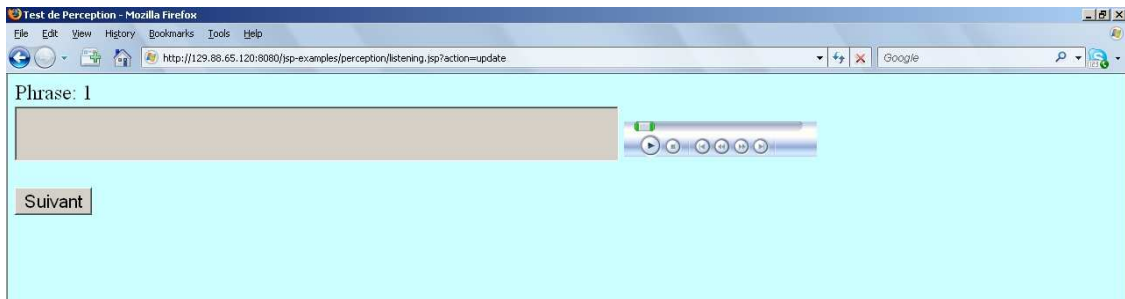 Test de Perception - Mozilla Firefox
File Edit View History Bookmarks Tools Help
http://129.88.65.120:8080/jsp-examples/perception/listening.jsp?action=update
Google
Phrase: 1
Suivant